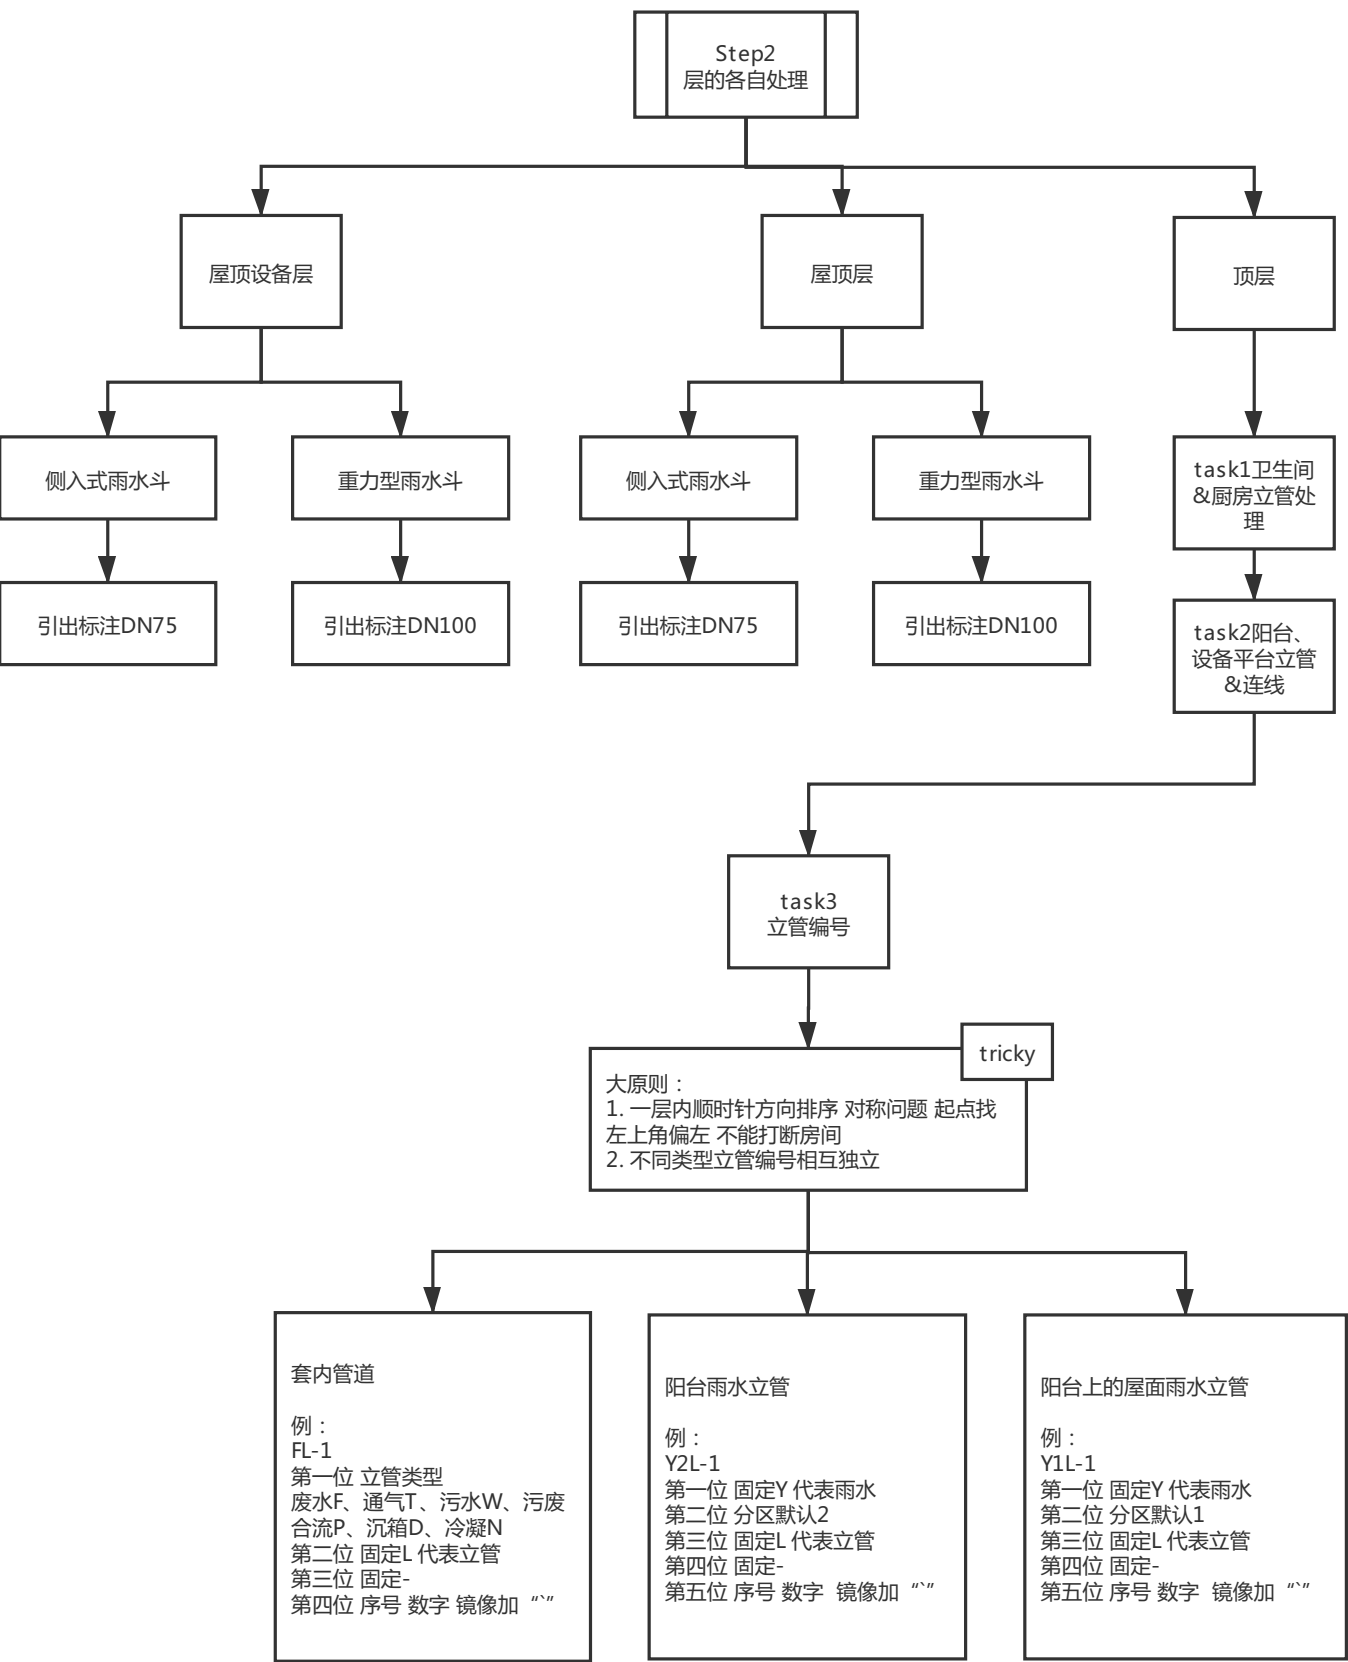 Step2
层的各自处理
屋顶设备层
屋顶层
顶层
侧入式雨水斗
重力型雨水斗
侧入式雨水斗
重力型雨水斗
task1卫生间
&厨房立管处
理
引出标注DN75
引出标注DN100
引出标注DN75
引出标注DN100
task2阳台、
设备平台立管
&连线
task3
立管编号
tricky
大原则：
1. 一层内顺时针方向排序 对称问题 起点找
左上角偏左 不能打断房间
2. 不同类型立管编号相互独立
套内管道
例：
FL-1
第一位 立管类型
废水F、通气T、污水W、污废
合流P、沉箱D、冷凝N
第二位 固定L 代表立管
第三位 固定-
第四位 序号 数字 镜像加“`”
阳台雨水立管
例：
Y2L-1
第一位 固定Y 代表雨水
第二位 分区默认2
第三位 固定L 代表立管
第四位 固定-
第五位 序号 数字 镜像加“`”
阳台上的屋面雨水立管
例：
Y1L-1
第一位 固定Y 代表雨水
第二位 分区默认1
第三位 固定L 代表立管
第四位 固定-
第五位 序号 数字 镜像加“`”